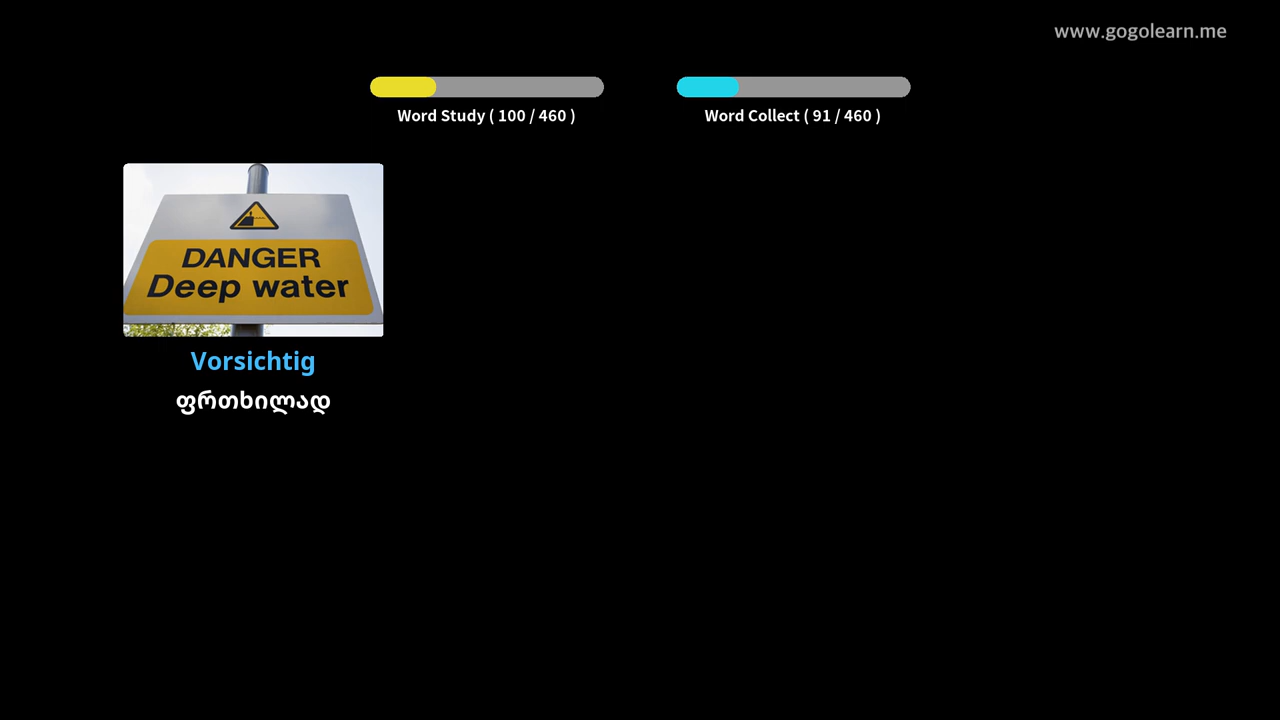 www.gogolearn.me
Word Study ( 100 / 460 )
Word Collect ( 91 / 460 )
DANGER
Deep water
Vorsichtig
ფრთხილად